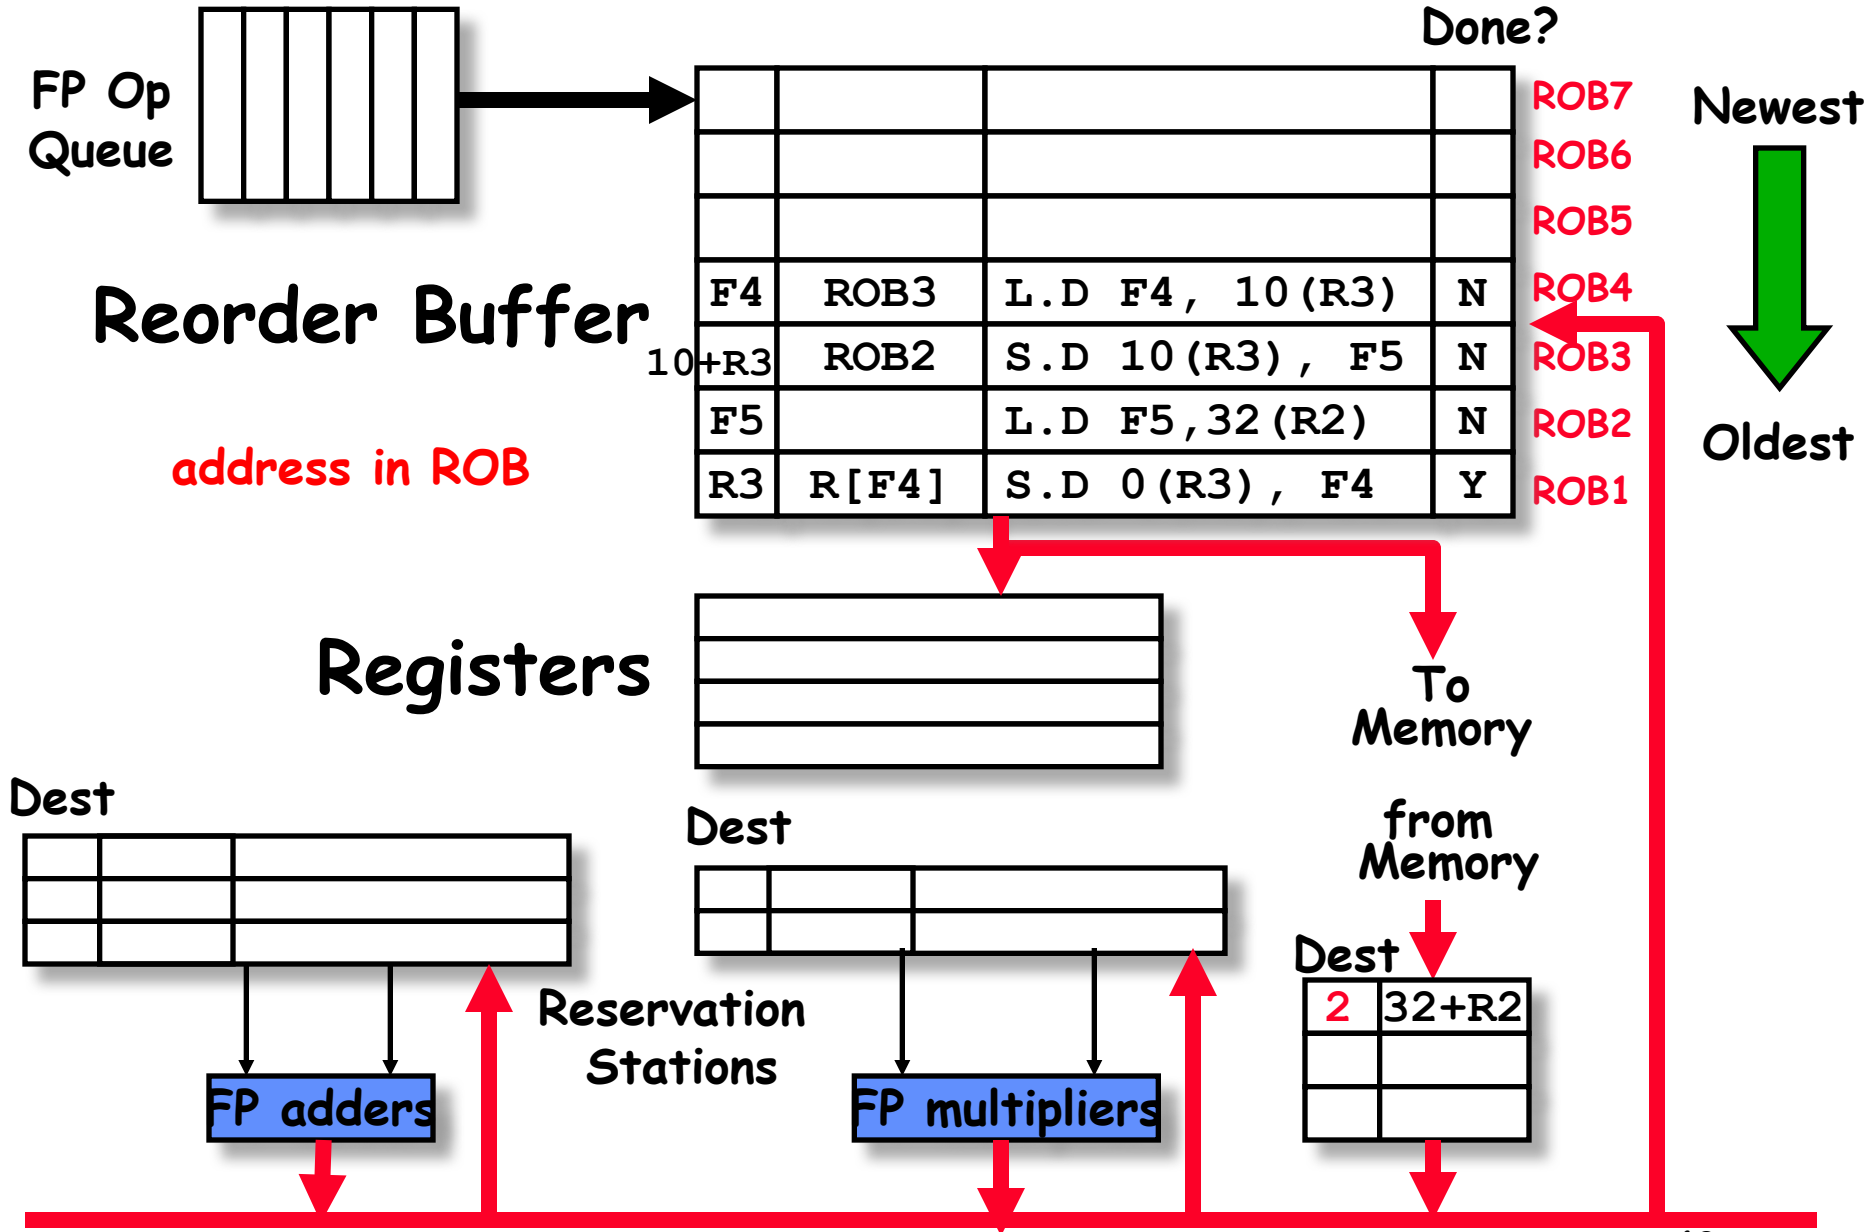 Done?
FP Op
Queue
ROB7
Newest
ROB6
ROB5
Reorder Buffer
F4 ROB3 L.D F4, 10(R3) N ROB4
10+R3 ROB2 S.D 10(R3), F5 N ROB3
F5 L.D F5,32(R2) N ROB2
Oldest
address in ROB
R3 R[F4] S.D 0(R3), F4 Y ROB1
Registers
To
Memory
Dest
Dest
from
Memory
Dest
2 32+R2
Reservation
Stations
FP adders
FP multipliers